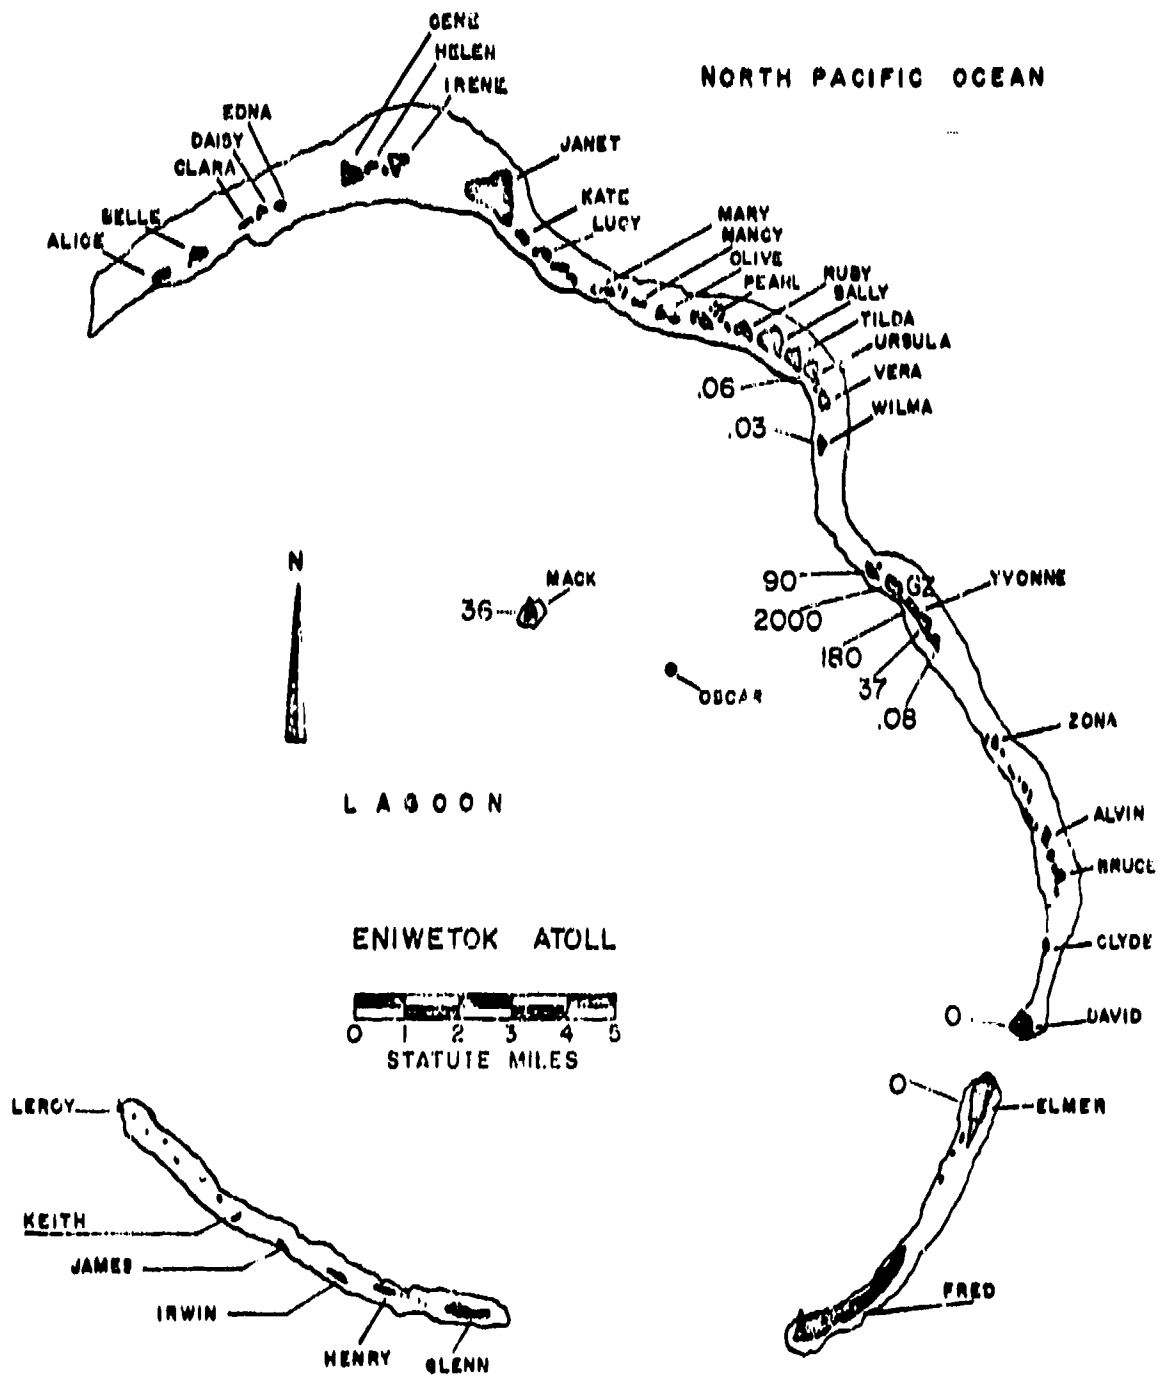 GENE
HELEN
IRENE
NORTH PACIFIC OCEAN
EDNA
DAISY
CLARA
JANET
KATE
LUCY
BELLE
ALICE
MARY
NANCY
OLIVE
PEARL
RUBY
SALLY
TILDA
URSULA
VERA
WILMA
.06
.03
N
MACK
36
OSCAR
90
2000
180
37
.08
GZ
YVONNE
ZONA
LAGOON
ALVIN
BRUCE
CLYDE
ENIWETOK ATOLL
0 1 2 3 4 5
STATUTE MILES
0
DAVID
0
ELMER
LEROY
KEITH
JAMES
IRWIN
HENRY
GLENN
FRED